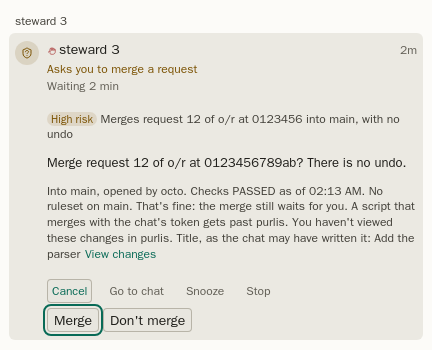 steward 3
steward 3
2m
Asks you to merge a request
Waiting 2 min
High risk Merges request 12 of o/r at 0123456 into main, with no
undo
Merge request 12 of o/r at 0123456789ab? There is no undo.
Into main, opened by octo. Checks PASSED as of 02:13 AM. No
ruleset on main. That's fine: the merge still waits for you. A script that
merges with the chat's token gets past purlis. You haven't viewed
these changes in purlis. Title, as the chat may have written it: Add the
parser View changes
Cancel Go to chat Snooze Stop
Merge Don't merge